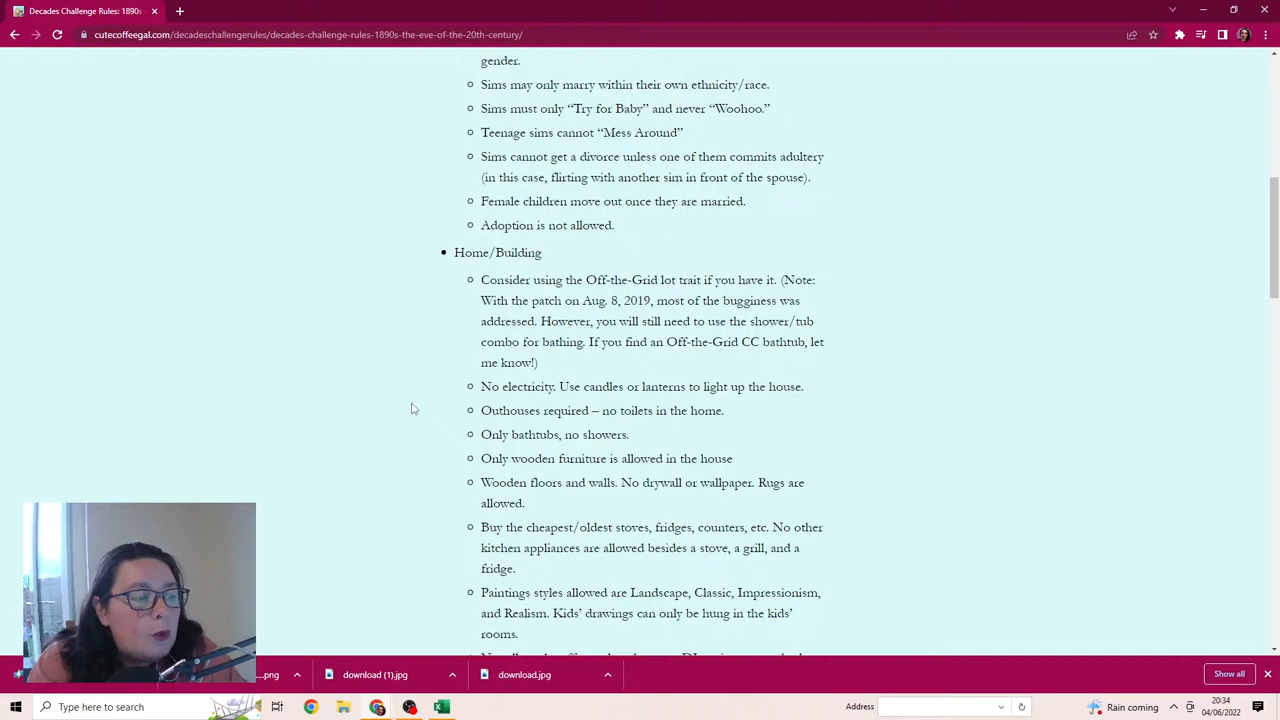 Decades Challenge Rules: 1890s
cutecoffeegal.com/decadeschallengerules/decades-challenge-rules-1890s-the-eve-of-the-20th-century/
gender.
Sims may only marry within their own ethnicity/race.
Sims must only “Try for Baby” and never “Woohoo.”
Teenage sims cannot “Mess Around”
Sims cannot get a divorce unless one of them commits adultery
(in this case, flirting with another sim in front of the spouse).
Female children move out once they are married.
Adoption is not allowed.
Home/Building
Consider using the Off-the-Grid lot trait if you have it. (Note:
With the patch on Aug. 8, 2019, most of the bugginess was
addressed. However, you will still need to use the shower/tub
combo for bathing. If you find an Off-the-Grid CC bathtub, let
me know!)
No electricity. Use candles or lanterns to light up the house.
Outhouses required – no toilets in the home.
Only bathtubs, no showers.
Only wooden furniture is allowed in the house
Wooden floors and walls. No drywall or wallpaper. Rugs are
allowed.
Buy the cheapest/oldest stoves, fridges, counters, etc. No other
kitchen appliances are allowed besides a stove, a grill, and a
fridge.
Paintings styles allowed are Landscape, Classic, Impressionism,
and Realism. Kids’ drawings can only be hung in the kids’
rooms.
....png
download (1).jpg
download.jpg
Show all
Type here to search
Address
Rain coming
20:34
04/06/2022